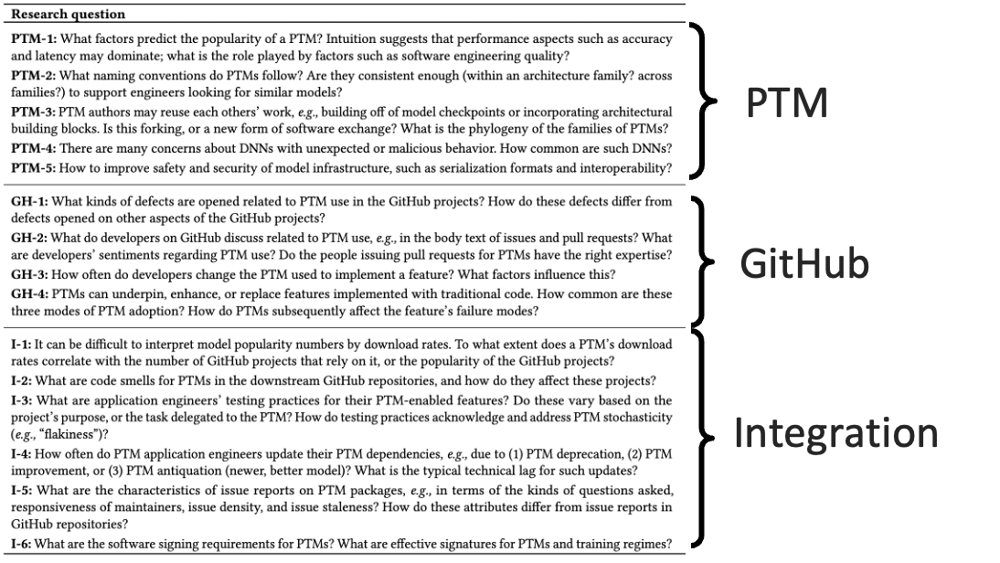 Research question
PTM-1: What factors predict the popularity of a PTM? Intuition suggests that performance aspects such as accuracy
and latency may dominate; what is the role played by factors such as software engineering quality?
PTM-2: What naming conventions do PTMs follow? Are they consistent enough (within an architecture family? across
families?) to support engineers looking for similar models?
PTM-3: PTM authors may reuse each others’ work, e.g., building off of model checkpoints or incorporating architectural
building blocks. Is this forking, or a new form of software exchange? What is the phylogeny of the families of PTMs?
PTM-4: There are many concerns about DNNs with unexpected or malicious behavior. How common are such DNNs?
PTM-5: How to improve safety and security of model infrastructure, such as serialization formats and interoperability?
PTM
GH-1: What kinds of defects are opened related to PTM use in the GitHub projects? How do these defects differ from
defects opened on other aspects of the GitHub projects?
GH-2: What do developers on GitHub discuss related to PTM use, e.g., in the body text of issues and pull requests? What
are developers’ sentiments regarding PTM use? Do the people issuing pull requests for PTMs have the right expertise?
GH-3: How often do developers change the PTM used to implement a feature? What factors influence this?
GH-4: PTMs can underpin, enhance, or replace features implemented with traditional code. How common are these
three modes of PTM adoption? How do PTMs subsequently affect the feature’s failure modes?
GitHub
I-1: It can be difficult to interpret model popularity numbers by download rates. To what extent does a PTM’s download
rates correlate with the number of GitHub projects that rely on it, or the popularity of the GitHub projects?
I-2: What are code smells for PTMs in the downstream GitHub repositories, and how do they affect these projects?
I-3: What are application engineers’ testing practices for their PTM-enabled features? Do these vary based on the
project’s purpose, or the task delegated to the PTM? How do testing practices acknowledge and address PTM stochasticity
(e.g., “flakiness”)?
I-4: How often do PTM application engineers update their PTM dependencies, e.g., due to (1) PTM deprecation, (2) PTM
improvement, or (3) PTM antiquation (newer, better model)? What is the typical technical lag for such updates?
I-5: What are the characteristics of issue reports on PTM packages, e.g., in terms of the kinds of questions asked,
responsiveness of maintainers, issue density, and issue staleness? How do these attributes differ from issue reports in
GitHub repositories?
I-6: What are the software signing requirements for PTMs? What are effective signatures for PTMs and training regimes?
Integration